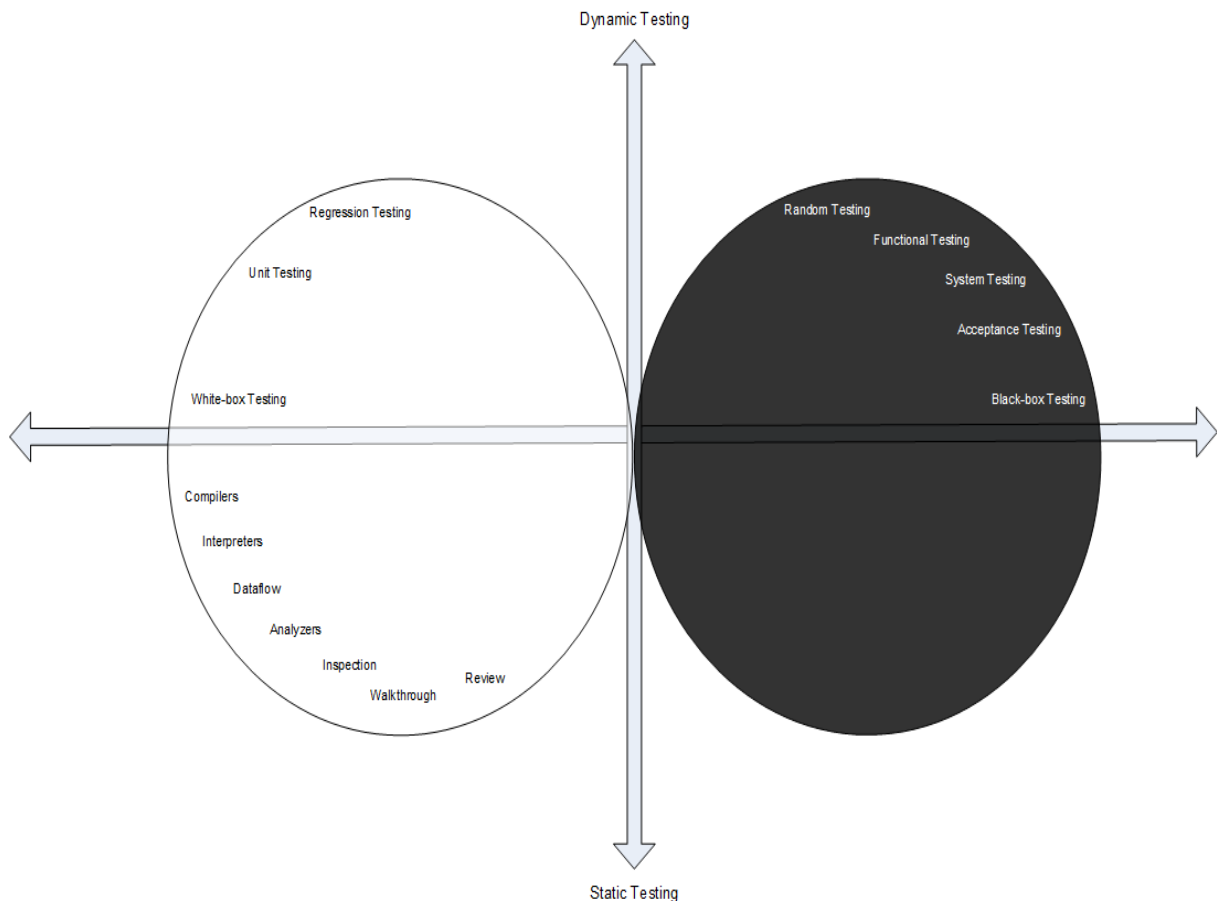 Dynamic Testing
Regression Testing
Unit Testing
White-box Testing
Compilers
Interpreters
Dataflow
Analyzers
Inspection
Walkthrough
Review
Random Testing
Functional Testing
System Testing
Acceptance Testing
Black-box Testing
Static Testing